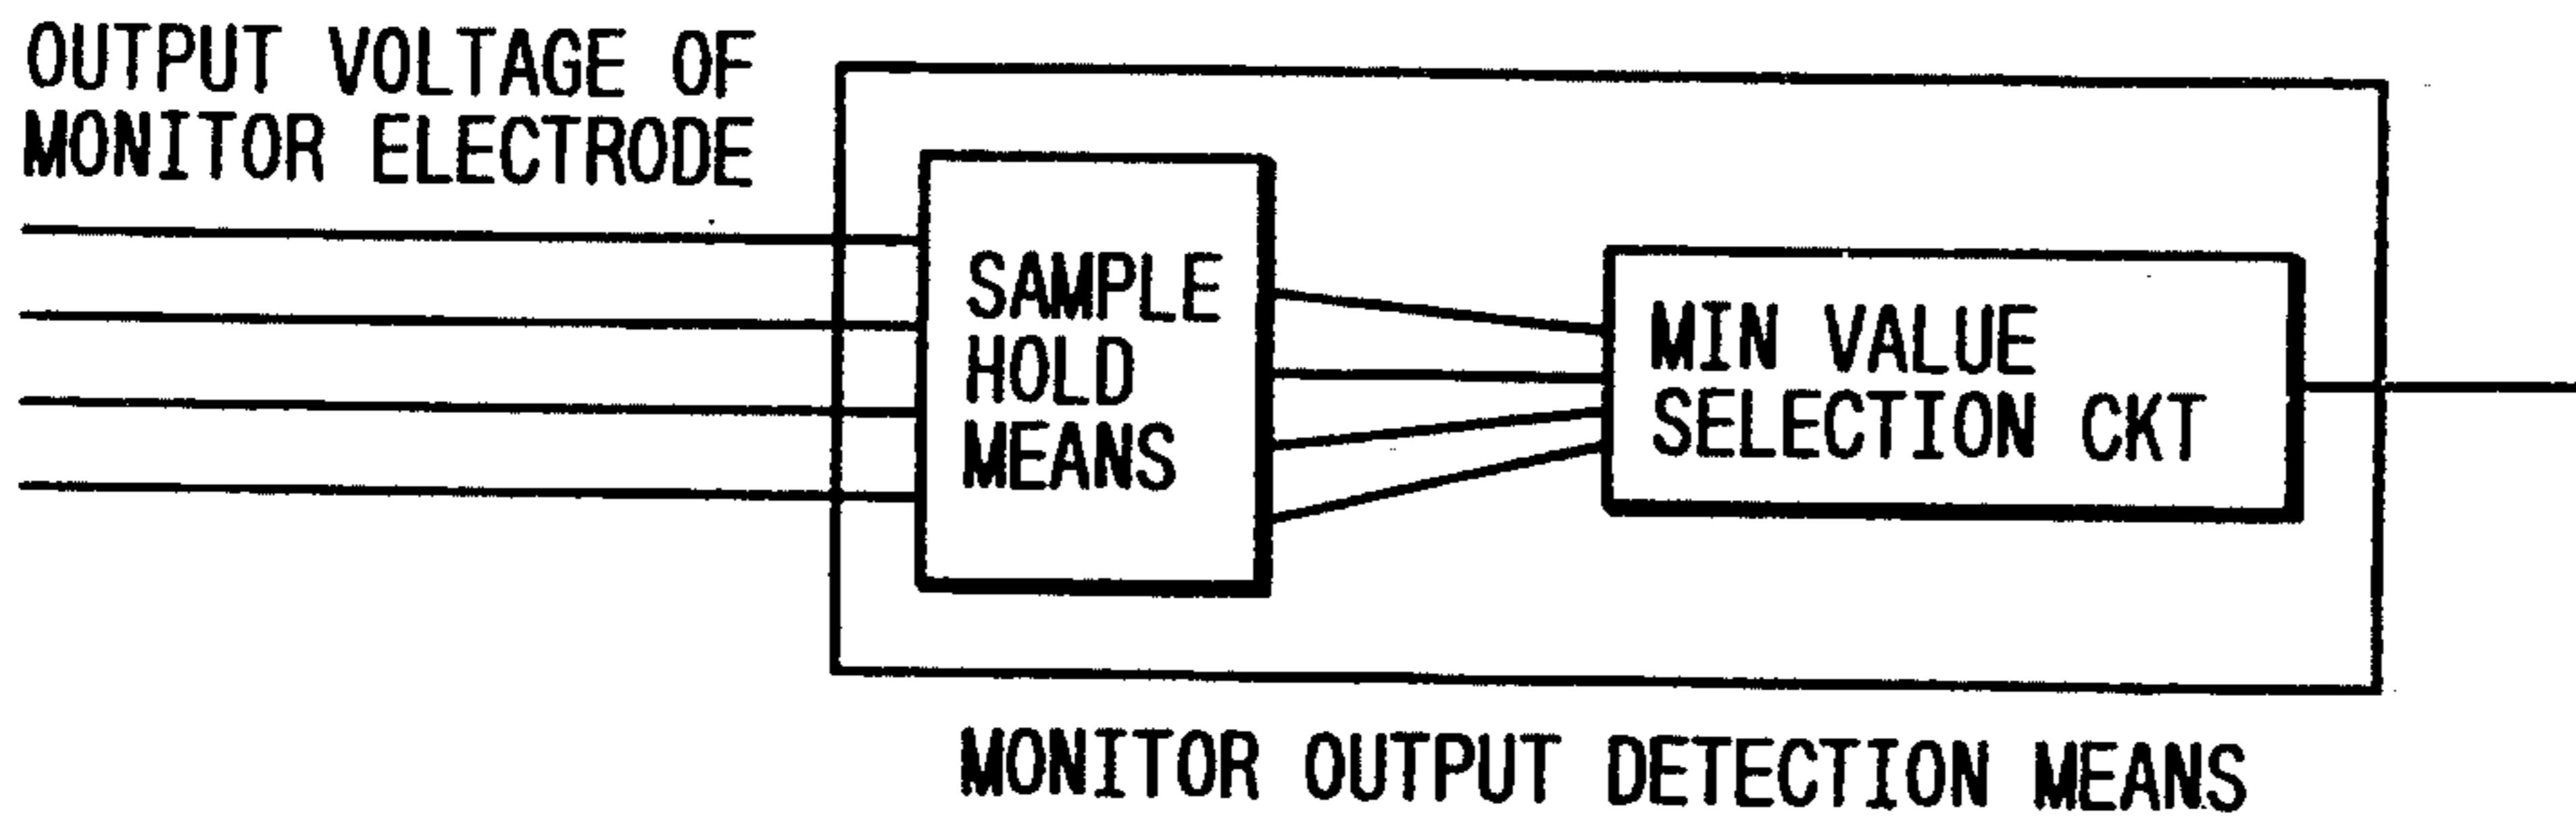 OUTPUT VOLTAGE OF
MONITOR ELECTRODE
SAMPLE
HOLD
MEANS
MIN VALUE
SELECTION CKT
MONITOR OUTPUT DETECTION MEANS